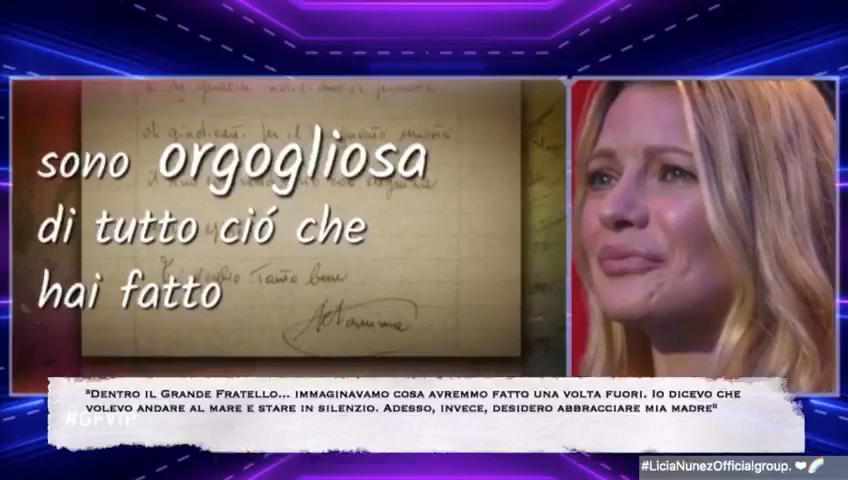 sono orgogliosa
di tutto ció che
hai fatto
Ti voglio Tanto bene
Mamma
"Dentro il Grande Fratello... immaginavamo cosa avremmo fatto una volta fuori. Io dicevo che
volevo andare al mare e stare in silenzio. Adesso, invece, desidero abbracciare mia madre"
#GFVIP
#LiciaNunezOfficialgroup. ❤🌈